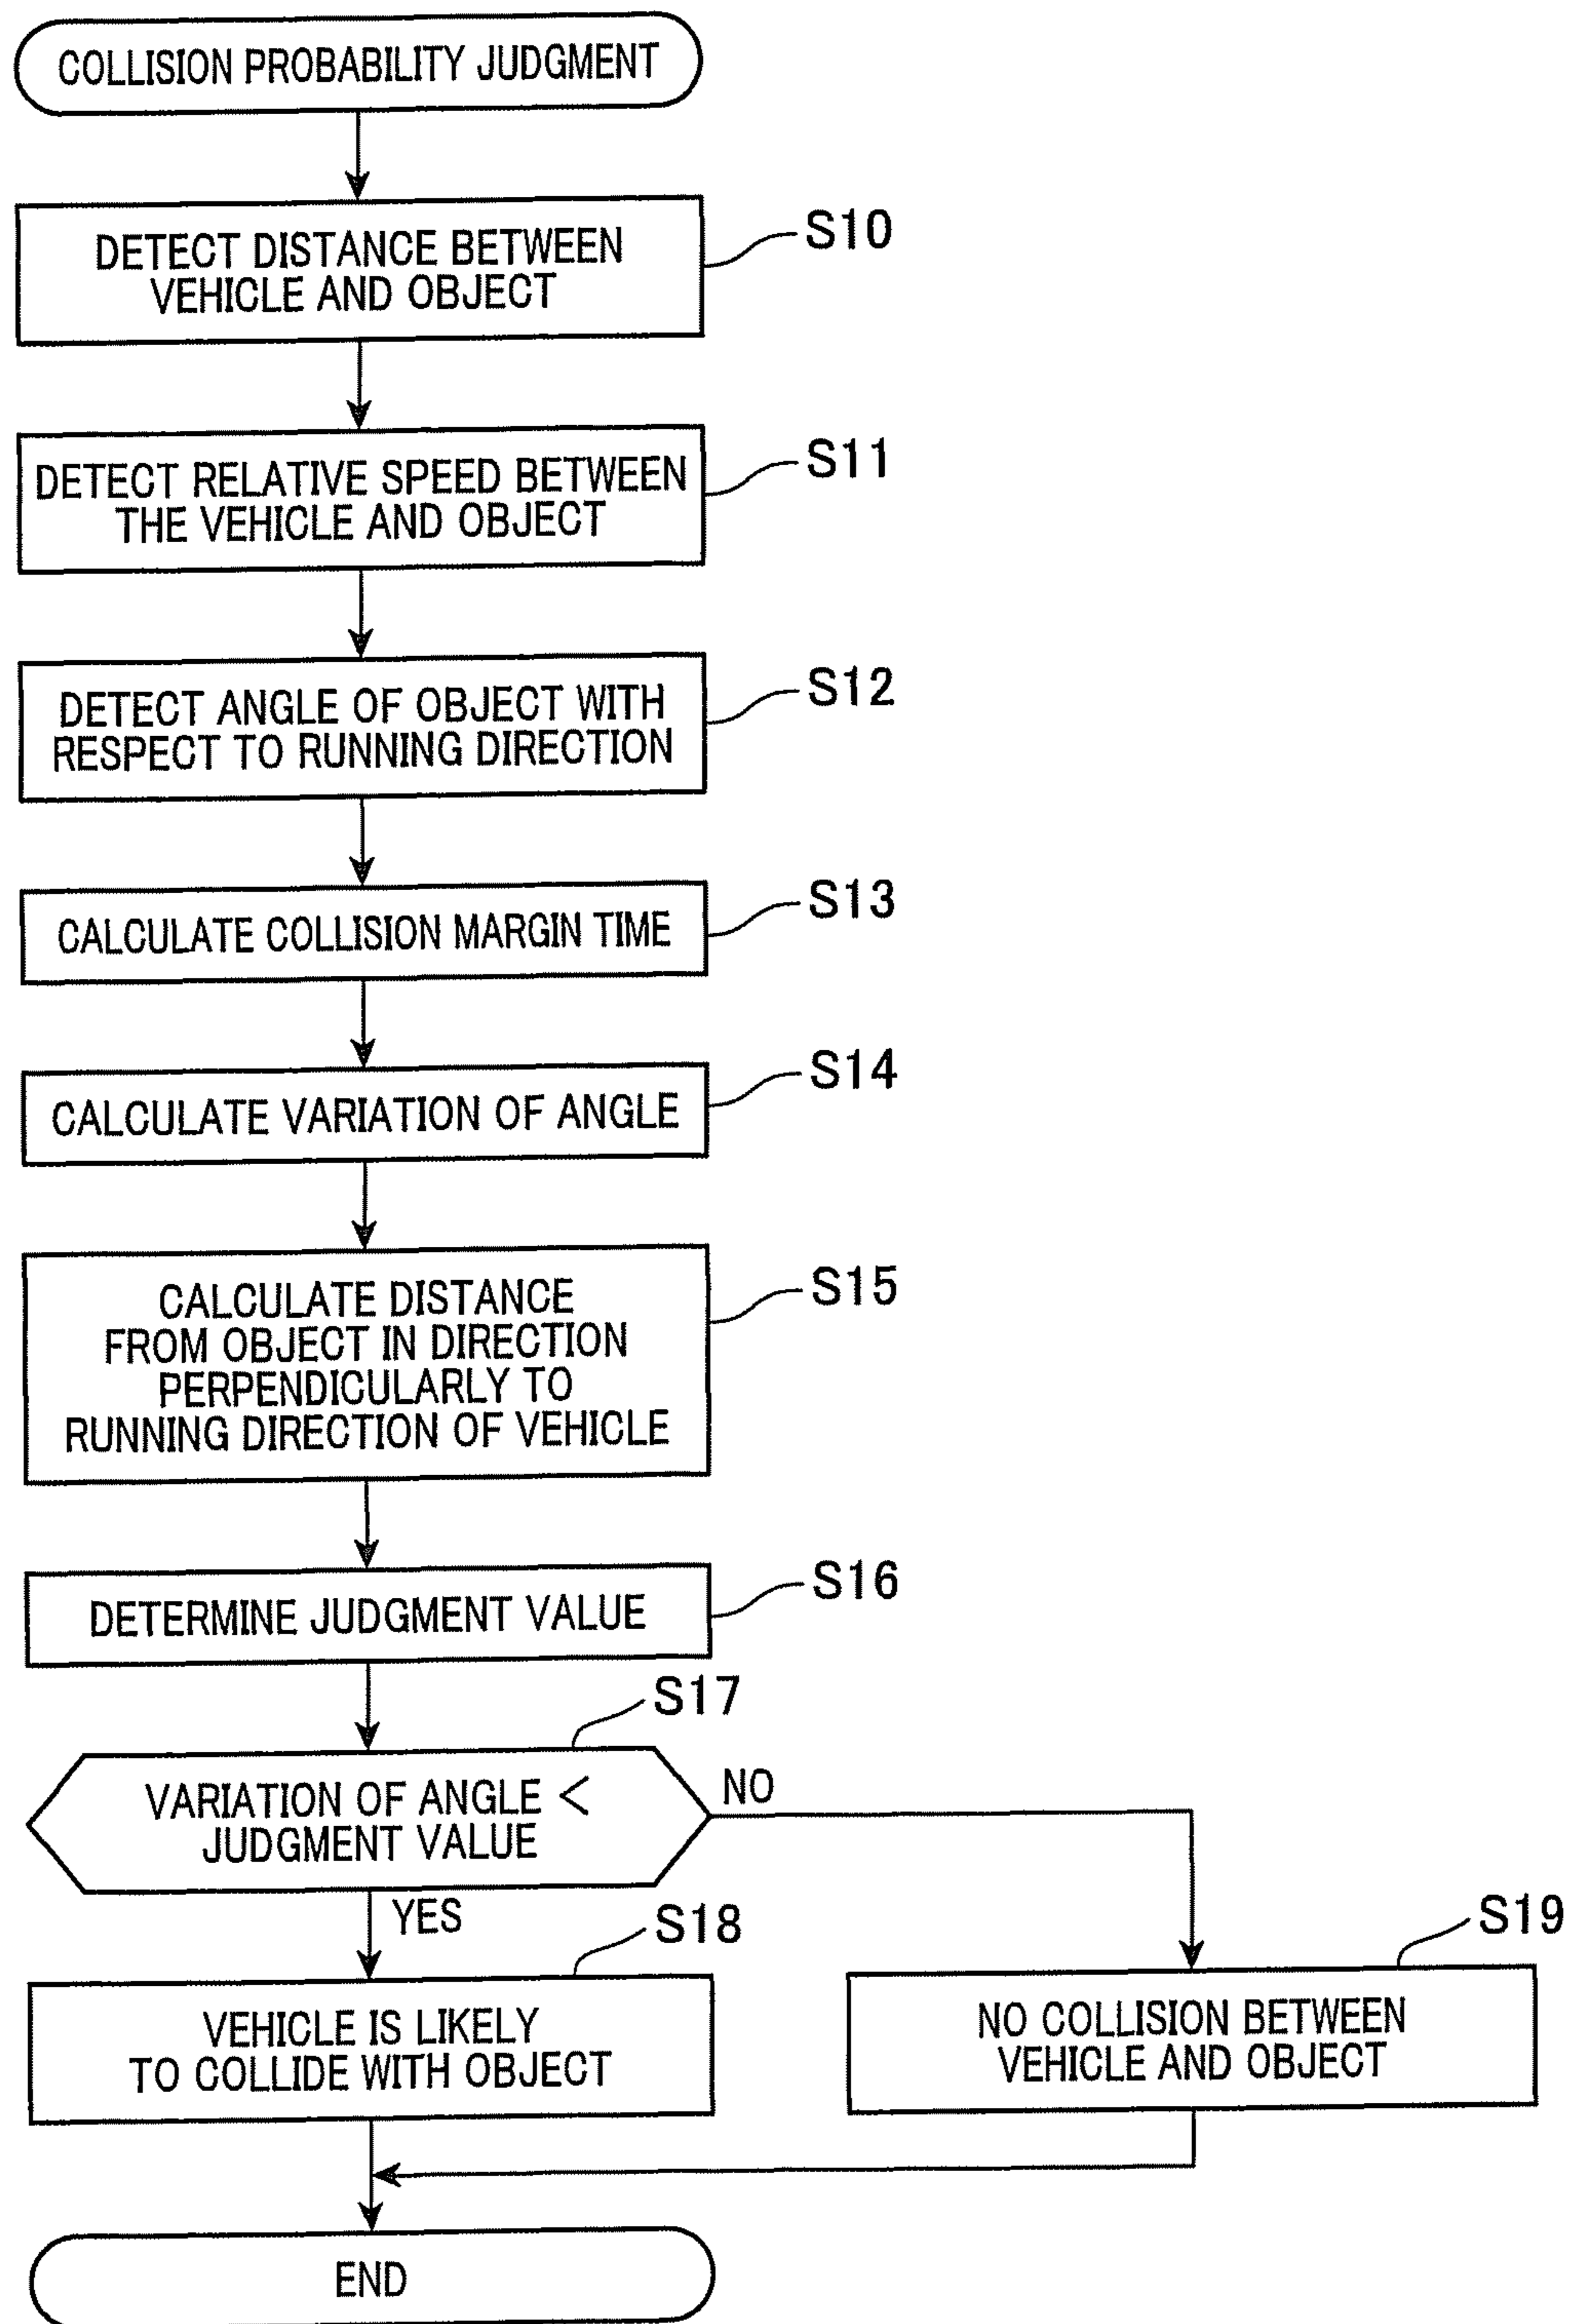 COLLISION PROBABILITY JUDGMENT
DETECT DISTANCE BETWEEN
VEHICLE AND OBJECT
S10
DETECT RELATIVE SPEED BETWEEN
THE VEHICLE AND OBJECT
S11
DETECT ANGLE OF OBJECT WITH
RESPECT TO RUNNING DIRECTION
S12
CALCULATE COLLISION MARGIN TIME
S13
CALCULATE VARIATION OF ANGLE
S14
CALCULATE DISTANCE
FROM OBJECT IN DIRECTION
PERPENDICULARLY TO
RUNNING DIRECTION OF VEHICLE
S15
DETERMINE JUDGMENT VALUE
S16
S17
VARIATION OF ANGLE <
JUDGMENT VALUE
NO
YES
S18
VEHICLE IS LIKELY
TO COLLIDE WITH OBJECT
S19
NO COLLISION BETWEEN
VEHICLE AND OBJECT
END